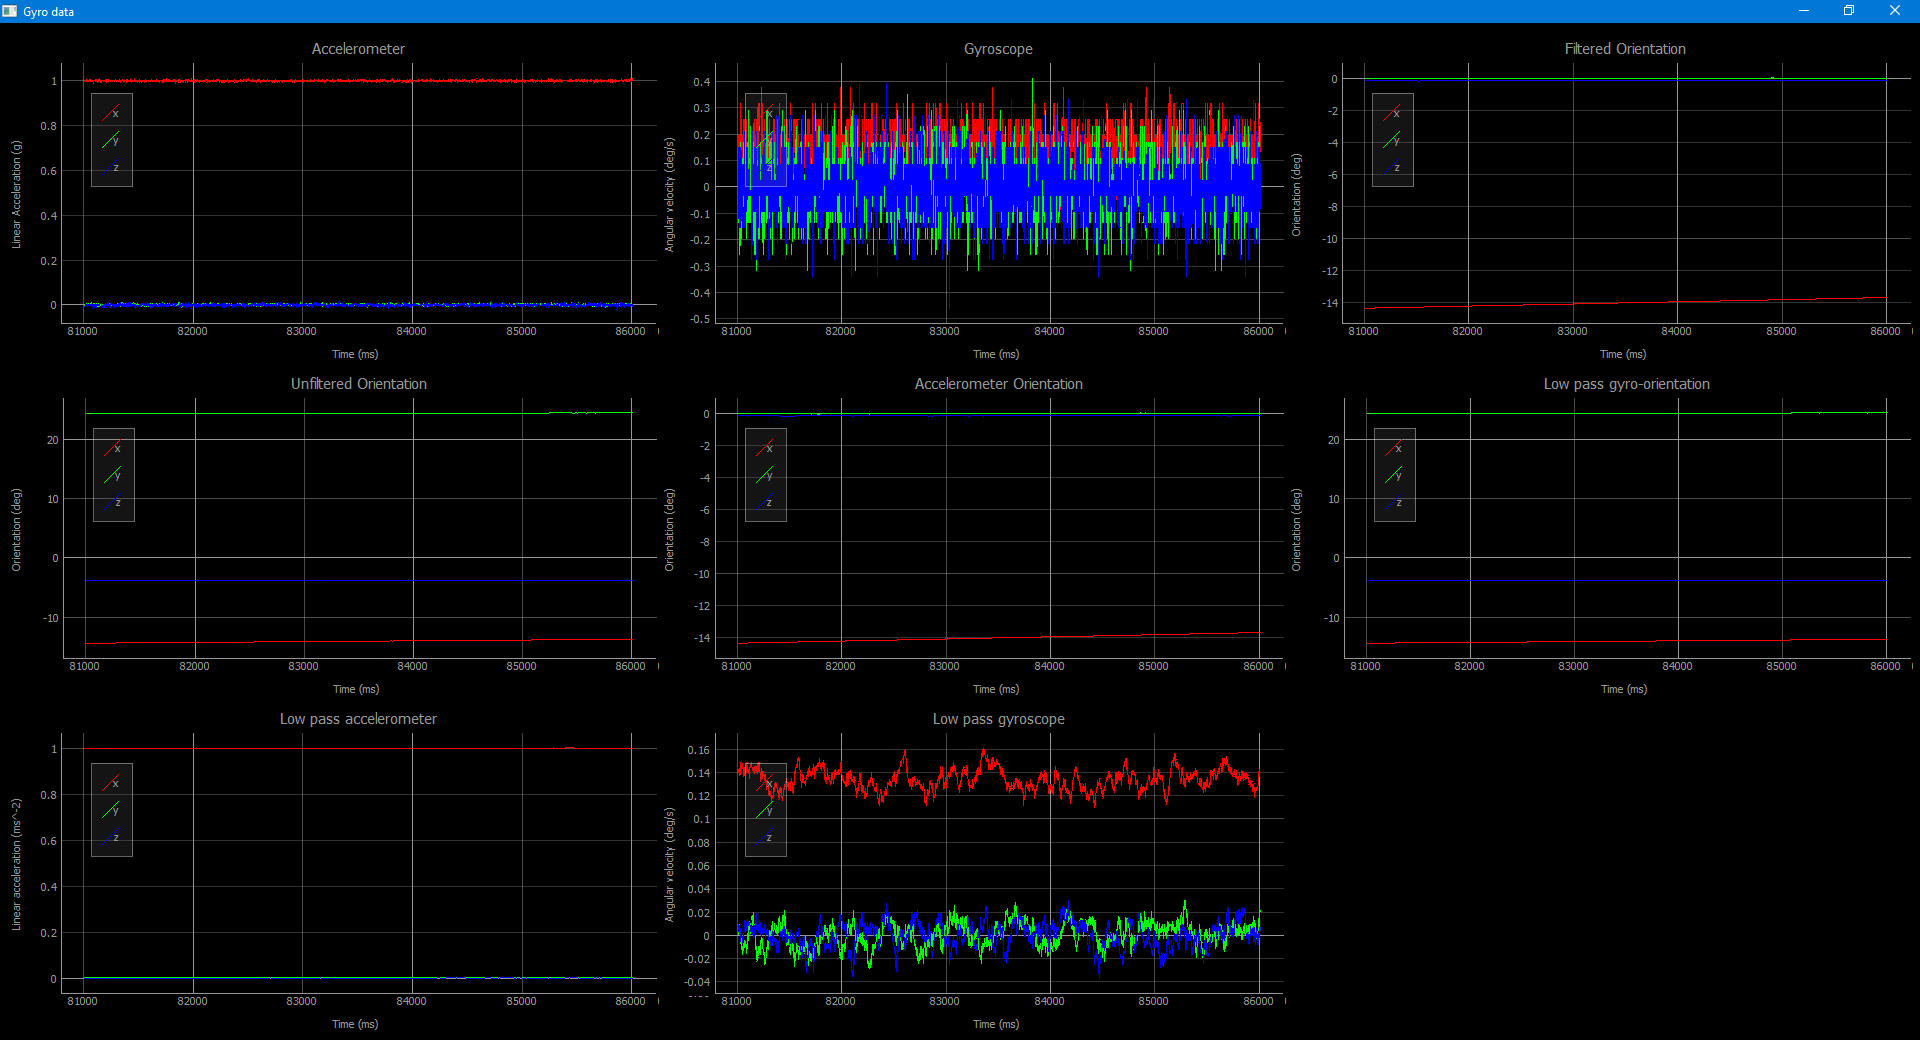 Gyro data
Accelerometer
Linear Acceleration (g)
1
0.8
0.6
0.4
0.2
0
x
y
z
81000 82000 83000 84000 85000 86000
Time (ms)
Gyroscope
Angular velocity (deg/s)
0.4
0.3
0.2
0.1
0
-0.1
-0.2
-0.3
-0.4
-0.5
x
z
81000 82000 83000 84000 85000 86000
Time (ms)
Filtered Orientation
Orientation (deg)
0
-2
-4
-6
-8
-10
-12
-14
x
y
z
81000 82000 83000 84000 85000 86000
Time (ms)
Unfiltered Orientation
Orientation (deg)
20
10
0
-10
x
y
z
81000 82000 83000 84000 85000 86000
Time (ms)
Accelerometer Orientation
Orientation (deg)
0
-2
-4
-6
-8
-10
-12
-14
x
y
z
81000 82000 83000 84000 85000 86000
Time (ms)
Low pass gyro-orientation
Orientation (deg)
20
10
0
-10
x
y
z
81000 82000 83000 84000 85000 86000
Time (ms)
Low pass accelerometer
Linear acceleration (ms^-2)
1
0.8
0.6
0.4
0.2
0
x
y
z
81000 82000 83000 84000 85000 86000
Time (ms)
Low pass gyroscope
Angular velocity (deg/s)
0.16
0.14
0.12
0.1
0.08
0.06
0.04
0.02
0
-0.02
-0.04
x
y
z
81000 82000 83000 84000 85000 86000
Time (ms)